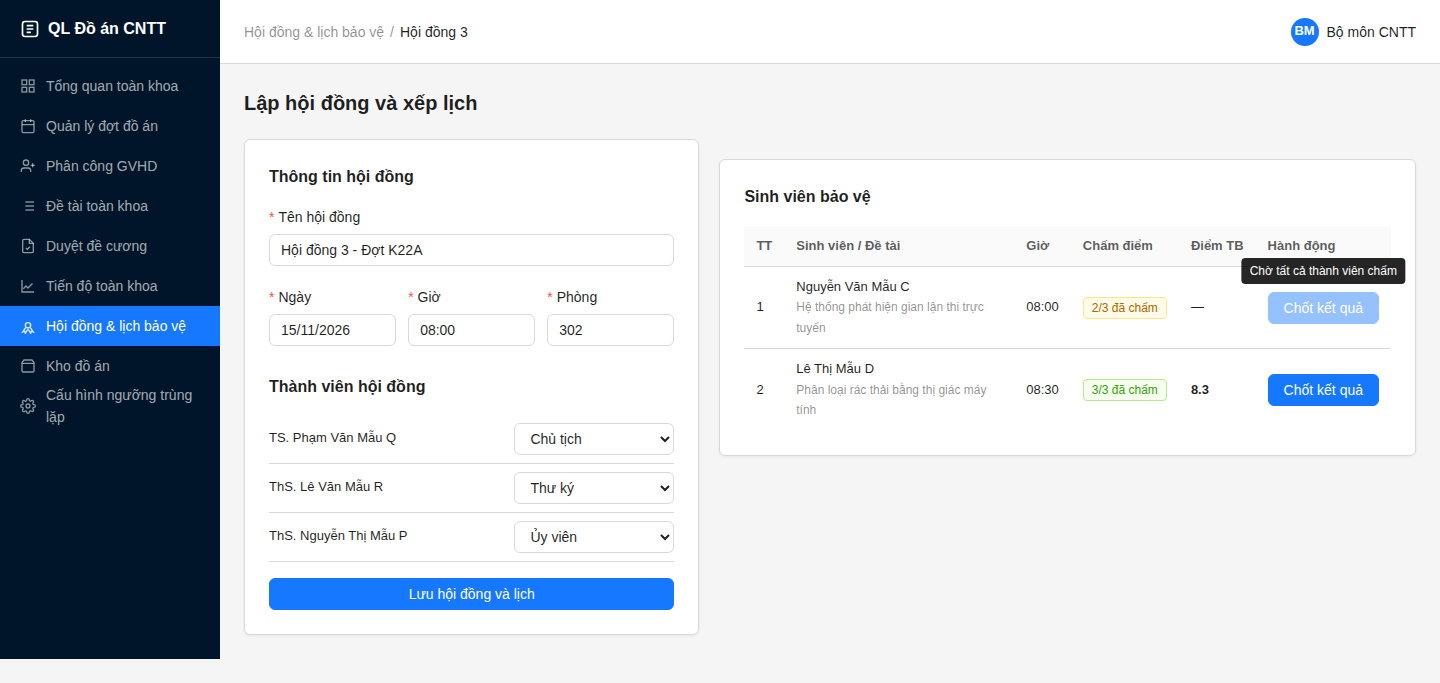 QL Đồ án CNTT
Tổng quan toàn khoa
Quản lý đợt đồ án
Phân công GVHD
Đề tài toàn khoa
Duyệt đề cương
Tiến độ toàn khoa
Hội đồng & lịch bảo vệ
Kho đồ án
Cấu hình ngưỡng trùng
lặp
Hội đồng & lịch bảo vệ / Hội đồng 3
BM Bộ môn CNTT
Lập hội đồng và xếp lịch
Thông tin hội đồng
* Tên hội đồng
Hội đồng 3 - Đợt K22A
* Ngày * Giờ * Phòng
15/11/2026 08:00 302
Thành viên hội đồng
TS. Phạm Văn Mẫu Q Chủ tịch
ThS. Lê Văn Mẫu R Thư ký
ThS. Nguyễn Thị Mẫu P Ủy viên
Lưu hội đồng và lịch
Sinh viên bảo vệ
TT Sinh viên / Đề tài Giờ Chấm điểm Điểm TB Hành động
Chờ tất cả thành viên chấm
Nguyễn Văn Mẫu C
1 Hệ thống phát hiện gian lận thi trực 08:00 2/3 đã chấm — Chốt kết quả
tuyến
Lê Thị Mẫu D
2 Phân loại rác thải bằng thị giác máy 08:30 3/3 đã chấm 8.3 Chốt kết quả
tính